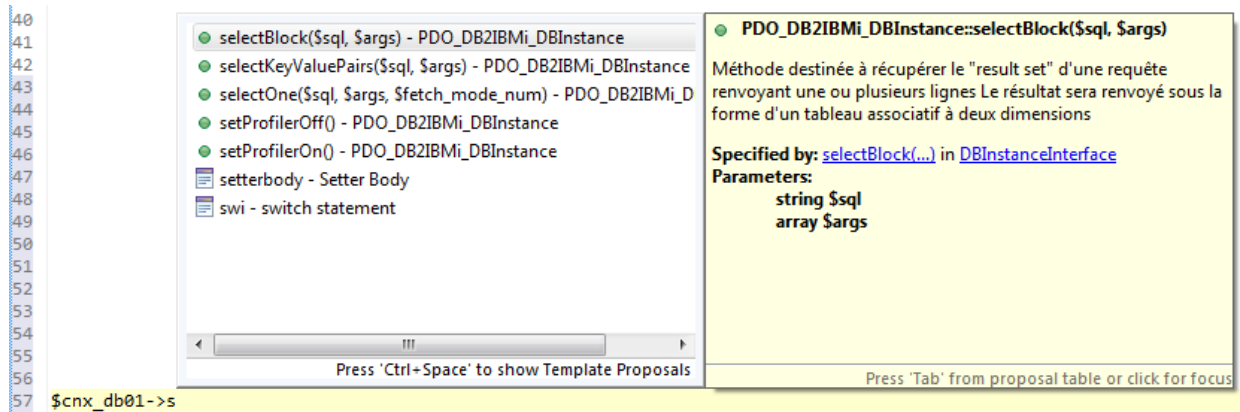 40
41
42
43
44
45
46
47
48
49
50
51
52
53
54
55
56
57 $cnx_db01->s
selectBlock($sql, $args) - PDO_DB2IBMi_DBInstance
selectKeyValuePairs($sql, $args) - PDO_DB2IBMi_DBInstance
selectOne($sql, $args, $fetch_mode_num) - PDO_DB2IBMi_D
setProfilerOff() - PDO_DB2IBMi_DBInstance
setProfilerOn() - PDO_DB2IBMi_DBInstance
setterbody - Setter Body
swi - switch statement
Press 'Ctrl+Space' to show Template Proposals
PDO_DB2IBMi_DBInstance::selectBlock($sql, $args)
Méthode destinée à récupérer le "result set" d'une requête
renvoyant une ou plusieurs lignes Le résultat sera renvoyé sous la
forme d'un tableau associatif à deux dimensions
Specified by: selectBlock(...) in DBInstanceInterface
Parameters:
string $sql
array $args
Press 'Tab' from proposal table or click for focus